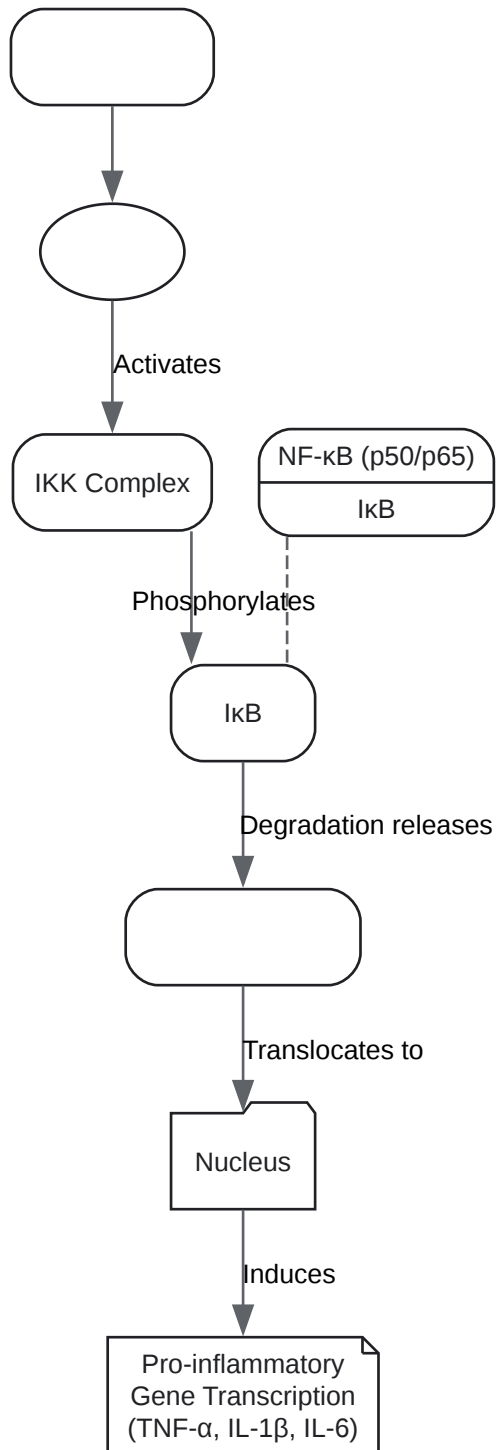 Activates
IKK Complex
NF-κB (p50/p65)
IκB
Phosphorylates
IκB
Degradation releases
Translocates to
Nucleus
Induces
Pro-inflammatory
Gene Transcription
(TNF-α, IL-1β, IL-6)